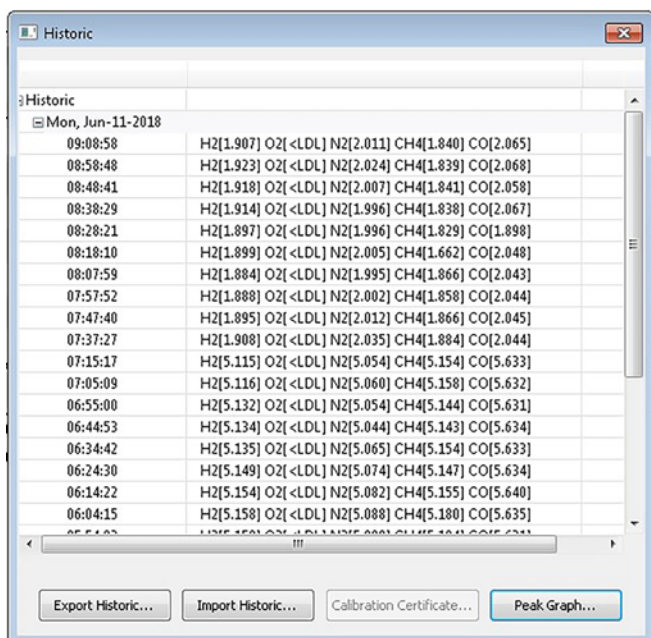 Historic
Historic
Mon, Jun-11-2018
09:08:58 H2[1.907] O2[<LDL] N2[2.011] CH4[1.840] CO[2.065]
08:58:48 H2[1.923] O2[<LDL] N2[2.024] CH4[1.839] CO[2.068]
08:48:41 H2[1.918] O2[<LDL] N2[2.007] CH4[1.841] CO[2.058]
08:38:29 H2[1.914] O2[<LDL] N2[1.996] CH4[1.838] CO[2.067]
08:28:21 H2[1.897] O2[<LDL] N2[1.996] CH4[1.829] CO[1.898]
08:18:10 H2[1.899] O2[<LDL] N2[2.005] CH4[1.662] CO[2.048]
08:07:59 H2[1.884] O2[<LDL] N2[1.995] CH4[1.866] CO[2.043]
07:57:52 H2[1.888] O2[<LDL] N2[2.002] CH4[1.858] CO[2.044]
07:47:40 H2[1.895] O2[<LDL] N2[2.012] CH4[1.866] CO[2.045]
07:37:27 H2[1.908] O2[<LDL] N2[2.035] CH4[1.884] CO[2.044]
07:15:17 H2[5.115] O2[<LDL] N2[5.054] CH4[5.154] CO[5.633]
07:05:09 H2[5.116] O2[<LDL] N2[5.060] CH4[5.158] CO[5.632]
06:55:00 H2[5.132] O2[<LDL] N2[5.054] CH4[5.144] CO[5.631]
06:44:53 H2[5.134] O2[<LDL] N2[5.044] CH4[5.143] CO[5.634]
06:34:42 H2[5.135] O2[<LDL] N2[5.065] CH4[5.154] CO[5.633]
06:24:30 H2[5.149] O2[<LDL] N2[5.074] CH4[5.147] CO[5.634]
06:14:22 H2[5.154] O2[<LDL] N2[5.082] CH4[5.155] CO[5.640]
06:04:15 H2[5.158] O2[<LDL] N2[5.088] CH4[5.180] CO[5.635]
Export Historic... Import Historic... Calibration Certificate... Peak Graph...